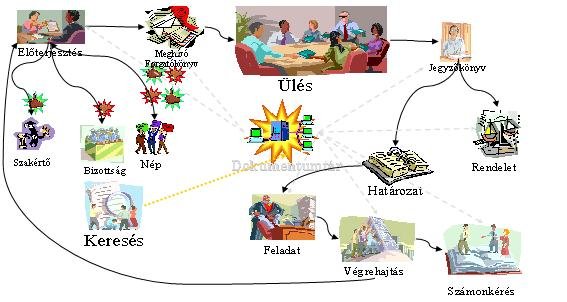 Előterjesztés
Meghívó
Forgatókönyv
Ülés
Jegyzőkönyv
Szakértő
Bizottság
Nép
Dokumentumtár
Rendelet
Határozat
Keresés
Feladat
Végrehajtás
Számonkérés